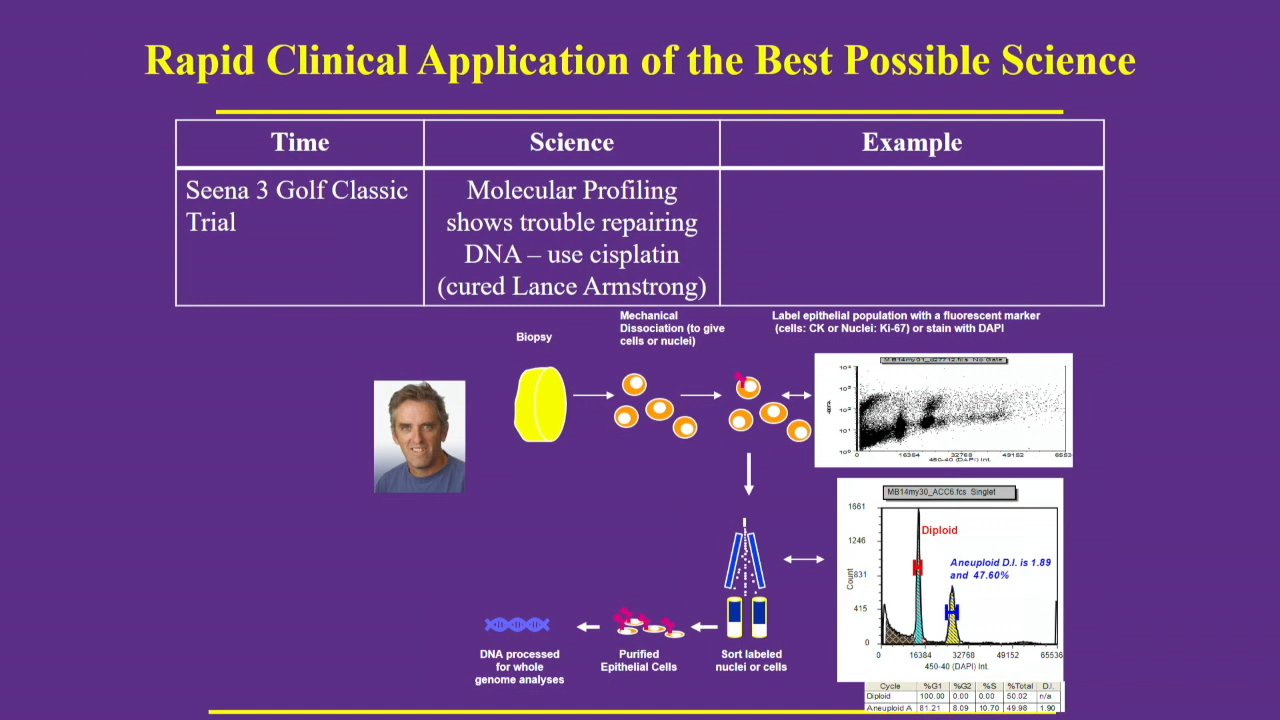 Rapid Clinical Application of the Best Possible Science
Time
Science
Example
Seena 3 Golf Classic
Trial
Molecular Profiling
shows trouble repairing
DNA – use cisplatin
(cured Lance Armstrong)
Biopsy
Mechanical
Dissociation (to give
cells or nuclei)
Label epithelial population with a fluorescent marker
(cells: CK or Nuclei: Ki-67) or stain with DAPI
No Gate
16384 32768 49152
450-40 (DAPI) Int.
MB14my30_ACC6.fcs Singlet
1661
1246
831
415
0
Count
Diploid
Aneuploid D.I. is 1.89
and 47.60%
0 16384 32768 49152 65536
450-40 (DAPI) Int.
Cycle %G1 %G2 %S %Total D.I.
Diploid 100.00 0.00 0.00 50.02 n/a
Aneuploid A 81.21 8.09 10.70 49.98 1.90
Sort labeled
nuclei or cells
Purified
Epithelial Cells
DNA processed
for whole
genome analyses